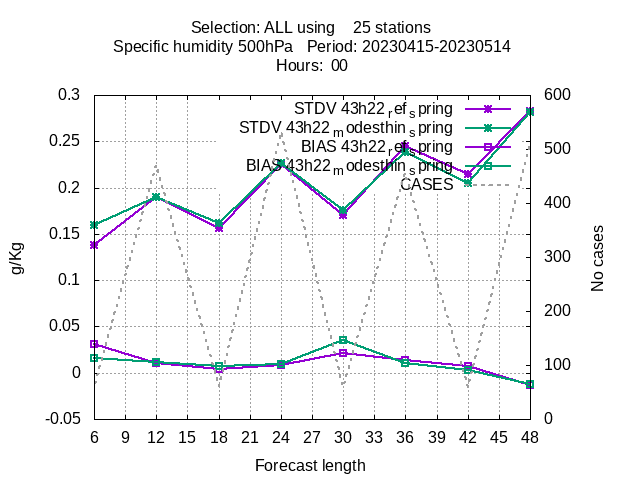 Selection: ALL using    25 stations
Specific humidity 500hPa   Period: 20230415-20230514
Hours:  00
STDV 43h22_ref_spring
STDV 43h22_modesthin_spring
BIAS 43h22_ref_spring
BIAS 43h22_modesthin_spring
CASES
g/Kg
0.3
0.25
0.2
0.15
0.1
0.05
0
-0.05
No cases
600
500
400
300
200
100
0
6 9 12 15 18 21 24 27 30 33 36 39 42 45 48
Forecast length